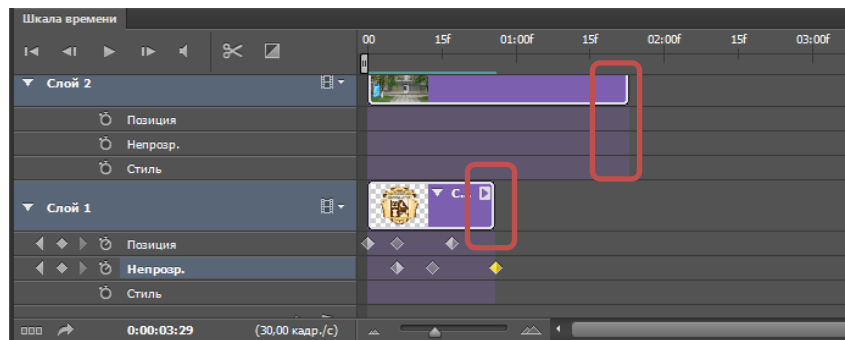 Шкала времени
00 15f 01:00f 15f 02:00f 15f 03:00f
Слой 2
Позиция
Непрозр.
Стиль
С...
Слой 1
Позиция
Непрозр.
Стиль
0:00:03:29 (30,00 кадр./с)